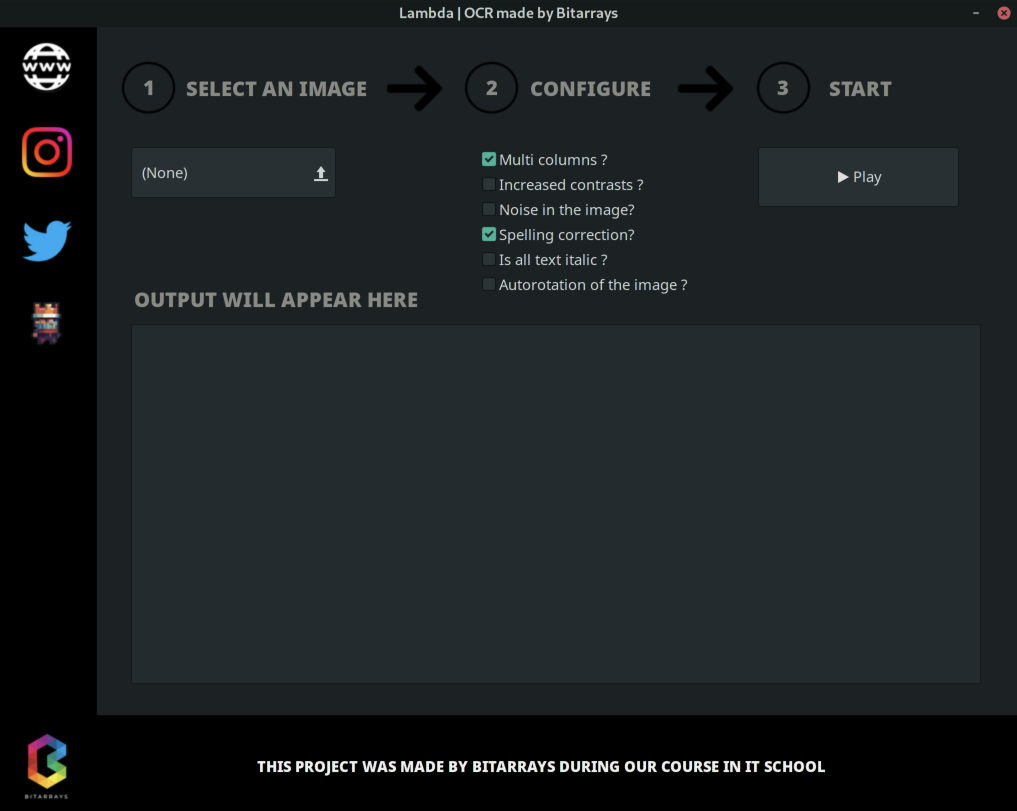 Lambda | OCR made by Bitarrays
WWW
1 SELECT AN IMAGE 2 CONFIGURE 3 START
(None)
Multi columns ?
Increased contrasts ?
Noise in the image?
Spelling correction?
Is all text italic ?
Autorotation of the image ?
Play
OUTPUT WILL APPEAR HERE
BITARRAYS
THIS PROJECT WAS MADE BY BITARRAYS DURING OUR COURSE IN IT SCHOOL